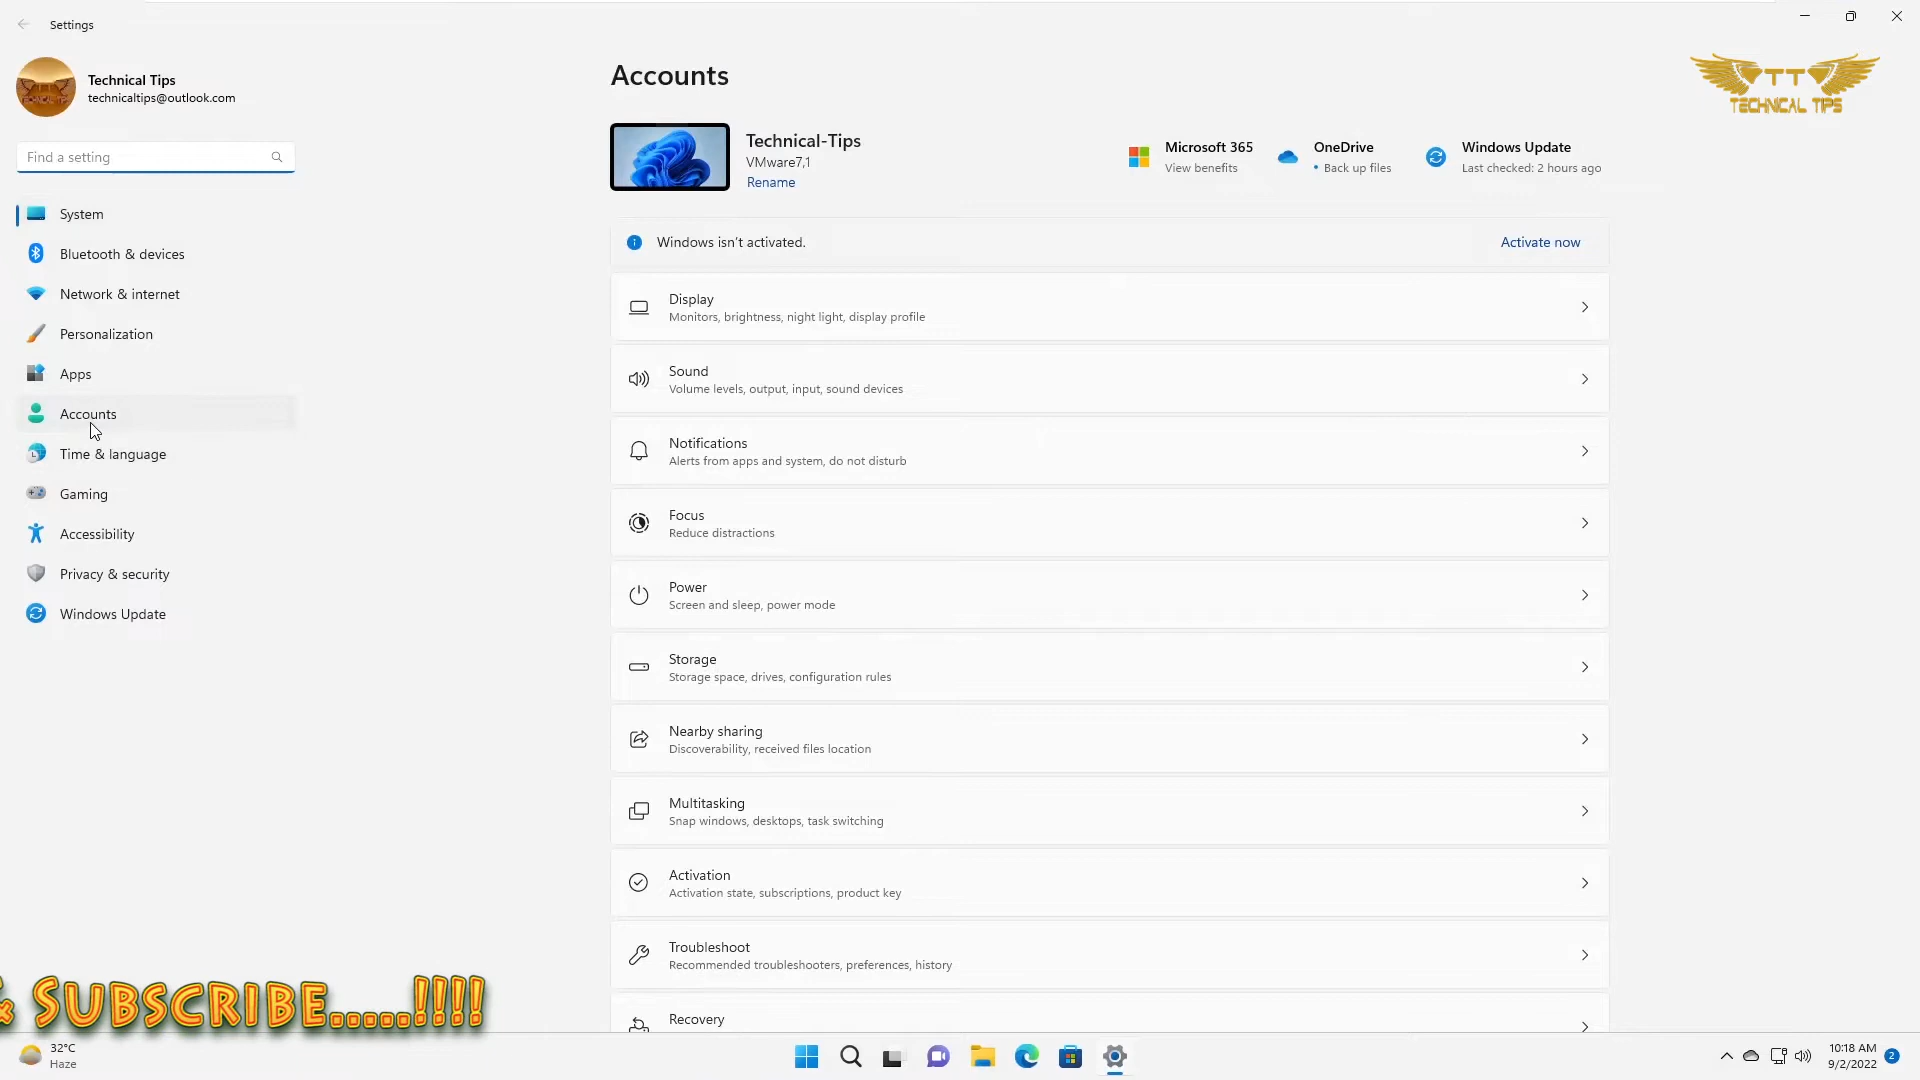 Settings
Technical Tips
technicaltips@outlook.com
Find a setting
System
Bluetooth & devices
Network & internet
Personalization
Apps
Accounts
Time & language
Gaming
Accessibility
Privacy & security
Windows Update
Accounts
Technical-Tips
VMware7,1
Rename
Microsoft 365
View benefits
OneDrive
• Back up files
Windows Update
Last checked: 2 hours ago
TT
TECHNICAL TIPS
Windows isn't activated.
Activate now
Display
Monitors, brightness, night light, display profile
Sound
Volume levels, output, input, sound devices
Notifications
Alerts from apps and system, do not disturb
Focus
Reduce distractions
Power
Screen and sleep, power mode
Storage
Storage space, drives, configuration rules
Nearby sharing
Discoverability, received files location
Multitasking
Snap windows, desktops, task switching
Activation
Activation state, subscriptions, product key
Troubleshoot
Recommended troubleshooters, preferences, history
Recovery
& SUBSCRIBE.....!!!!
32°C
Haze
10:18 AM
9/2/2022
2